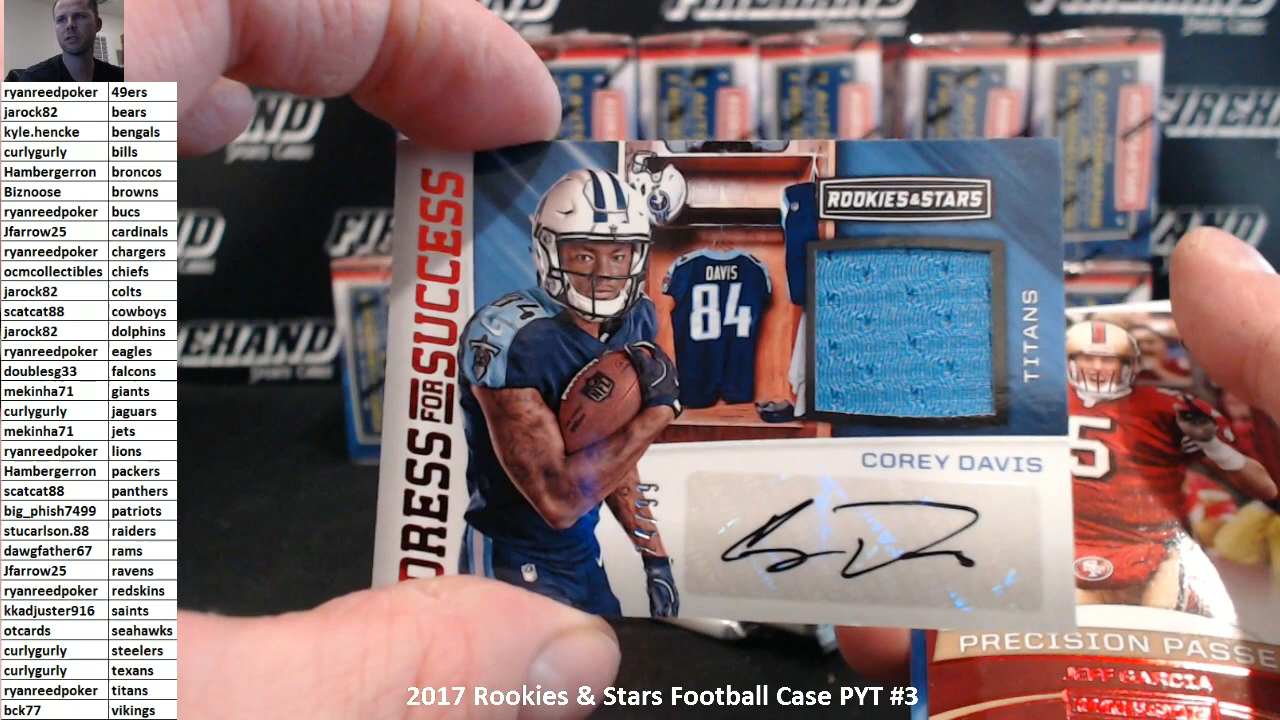 ryanreedpoker 49ers
jarock82 bears
kyle.hencke bengals
curlygurly bills
Hambergerron broncos
Biznoose browns
ryanreedpoker bucs
Jfarrow25 cardinals
ryanreedpoker chargers
ocmcollectibles chiefs
jarock82 colts
scatcat88 cowboys
jarock82 dolphins
ryanreedpoker eagles
doublesg33 falcons
mekinha71 giants
curlygurly jaguars
mekinha71 jets
ryanreedpoker lions
Hambergerron packers
scatcat88 panthers
big_phish7499 patriots
stucarlson.88 raiders
dawgfather67 rams
Jfarrow25 ravens
ryanreedpoker redskins
kkadjuster916 saints
otcards seahawks
curlygurly steelers
curlygurly texans
ryanreedpoker titans
bck77 vikings
DRESS FOR SUCCESS
ROOKIES & STARS
DAVIS
84
TITANS
COREY DAVIS
NFL
PRECISION PASSE
JEFF GARCIA
2017 Rookies & Stars Football Case PYT #3